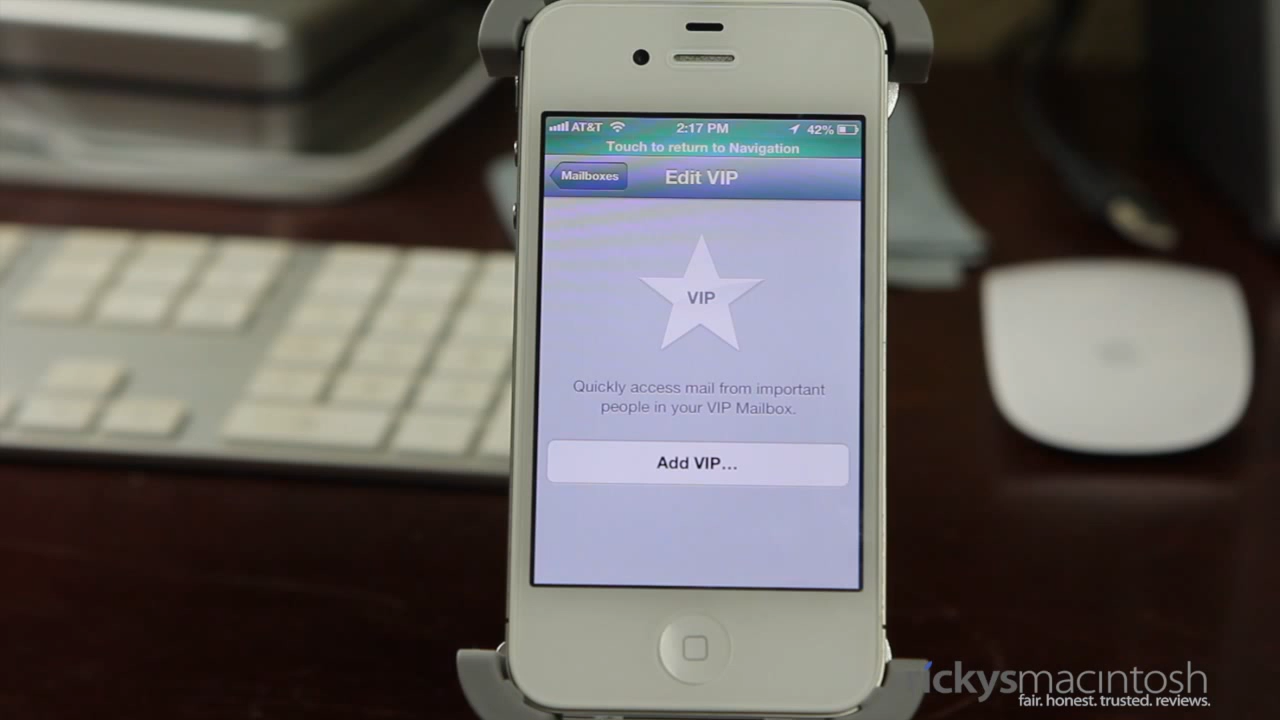 AT&T 2:17 PM 42%
Touch to return to Navigation
Mailboxes Edit VIP
VIP
Quickly access mail from important
people in your VIP Mailbox.
Add VIP...
ickysmacintosh
fair. honest. trusted. reviews.